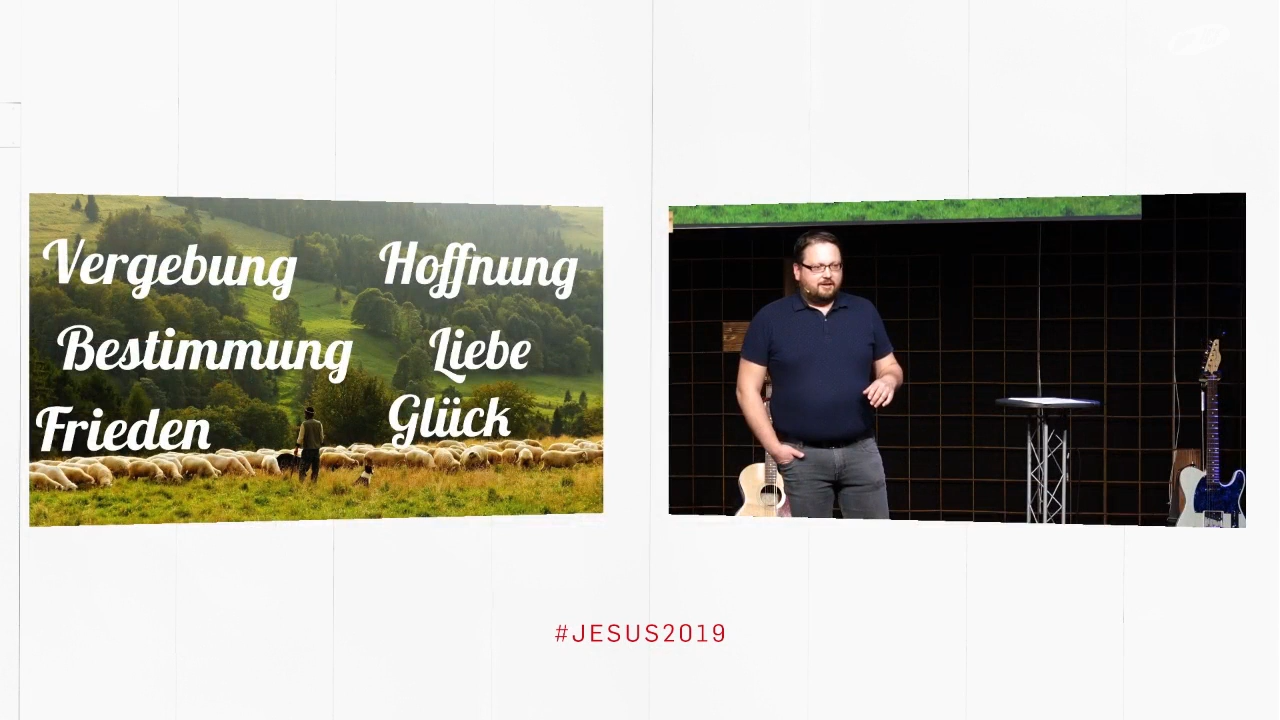 Vergebung
Hoffnung
Bestimmung
Liebe
Frieden
Glück
#JESUS2019